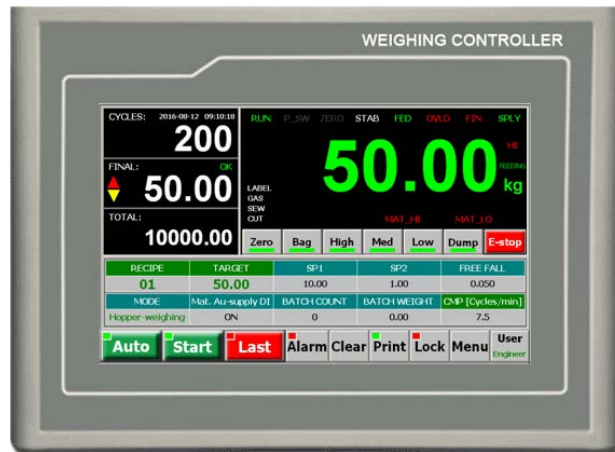 WEIGHING CONTROLLER
CYCLES: 2016-08-12 09:10:18
200
FINAL: OK
50.00
TOTAL:
10000.00
RUN P_SW ZERO STAB FED OVLD FIN SPLY
HI
50.00
FEEDING
kg
LABEL
GAS
SEW
CUT
MAT_HI MAT_LO
Zero Bag High Med Low Dump E-stop
RECIPE TARGET SP1 SP2 FREE FALL
01 50.00 10.00 1.00 0.050
MODE Mat. Au-supply DI BATCH COUNT BATCH WEIGHT CMP [Cycles/min]
Hopper-weighing ON 0 0.00 7.5
Auto Start Last Alarm Clear Print Lock Menu User
Engineer